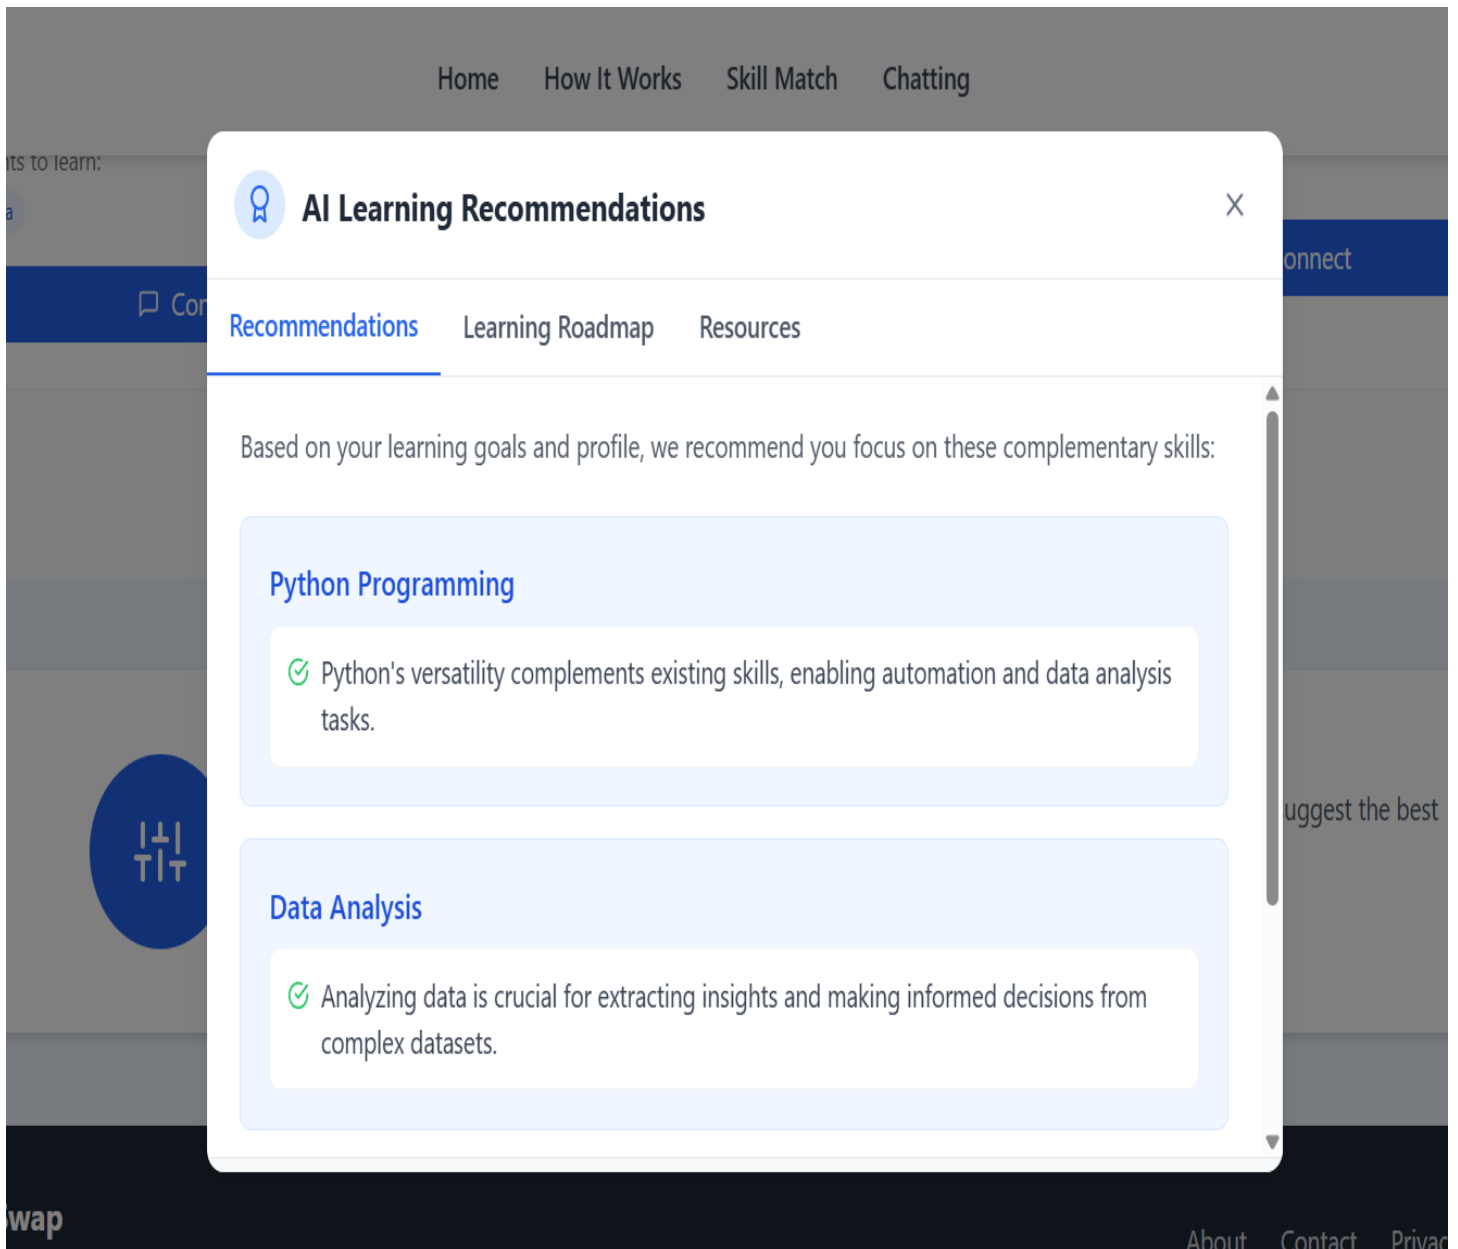 Home How It Works Skill Match Chatting
to learn:
AI Learning Recommendations
X
onnect
Recommendations Learning Roadmap Resources
Based on your learning goals and profile, we recommend you focus on these complementary skills:
Python Programming
Python's versatility complements existing skills, enabling automation and data analysis
tasks.
uggest the best
Data Analysis
Analyzing data is crucial for extracting insights and making informed decisions from
complex datasets.
wap
About Contact Privac